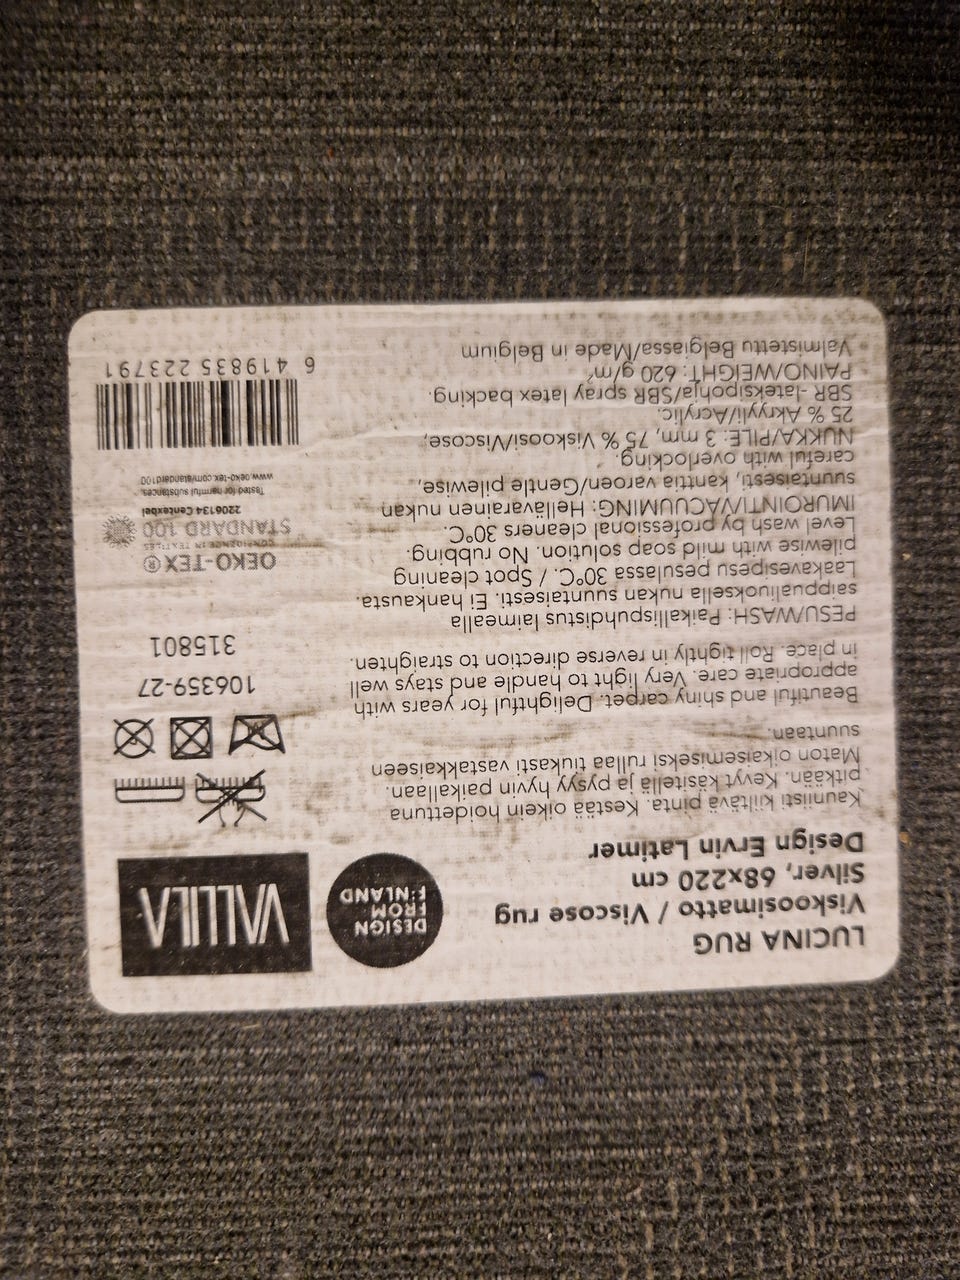 LUCINA RUG
Viskoosimatto / Viscose rug
Silver, 68x220 cm
Design Ervin Latimer
DESIGN
FROM
FINLAND
VALLILA
Kauniisti kiiltävä pinta. Kestää oikein hoidettuna
pitkään. Kevyt käsitellä ja pysyy hyvin paikallaan.
Maton oikaisemiseksi rullaa tiukasti vastakkaiseen
suuntaan.
Beautiful and shiny carpet. Delightful for years with
appropriate care. Very light to handle and stays well
in place. Roll tightly in reverse direction to straighten.
PESU/WASH: Paikallispuhdistus laimealla
saippualiuoksella nukan suuntaisesti. Ei hankausta.
Laakavesipesu pesulassa 30°C. / Spot cleaning
pilewise with mild soap solution. No rubbing.
Level wash by professional cleaners 30°C.
IMUROINTI/VACUUMING: Hellävarainen nukan
suuntaisesti, kanttia varoen/Gentle pilewise,
careful with overlocking.
NUKKA/PILE: 3 mm, 75 % Viskoosi/Viscose,
25 % Akryyli/Acrylic.
SBR -lateksipohja/SBR spray latex backing.
PAINO/WEIGHT: 620 g/m²
Valmistettu Belgiassa/Made in Belgium
106359-27
315801
OEKO-TEX®
CONFIDENCE IN TEXTILES
STANDARD 100
2206134 Centexbel
Tested for harmful substances.
www.oeko-tex.com/standard100
6 419835 223791